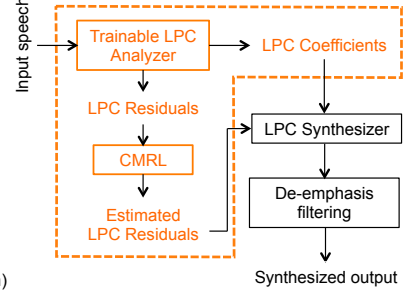 Input speech
Trainable LPC
Analyzer
LPC Coefficients
LPC Residuals
LPC Synthesizer
CMRL
De-emphasis
filtering
Estimated
LPC Residuals
Synthesized output